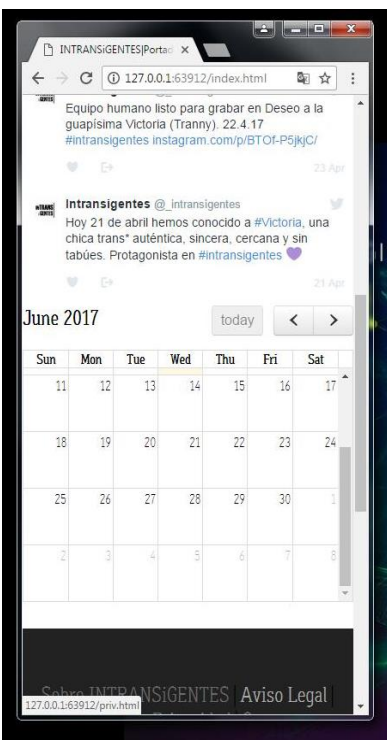 INTRANSiGENTES|Portad
127.0.0.1:63912/index.html
Equipo humano listo para grabar en Deseo a la
guapísima Victoria (Tranny). 22.4.17
#intransigentes instagram.com/p/BTOf-P5jkjC/
23 Apr
Intransigentes @_intransigentes
Hoy 21 de abril hemos conocido a #Victoria, una
chica trans* auténtica, sincera, cercana y sin
tabúes. Protagonista en #intransigentes 💜
21 Apr
June 2017 today
Sun Mon Tue Wed Thu Fri Sat
11 12 13 14 15 16 17
18 19 20 21 22 23 24
25 26 27 28 29 30 1
2 3 4 5 6 7 8
Sobre INTRANSiGENTES | Aviso Legal |
127.0.0.1:63912/priv.html